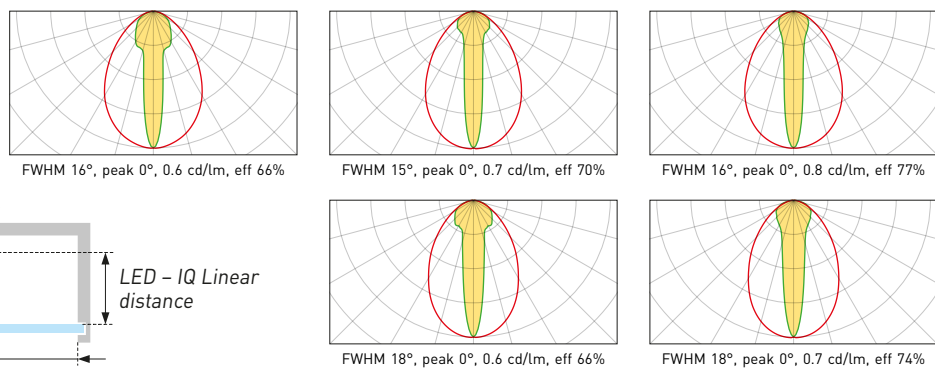 FWHM 16°, peak 0°, 0.6 cd/lm, eff 66%
FWHM 15°, peak 0°, 0.7 cd/lm, eff 70%
FWHM 16°, peak 0°, 0.8 cd/lm, eff 77%
LED – IQ Linear
distance
FWHM 18°, peak 0°, 0.6 cd/lm, eff 66%
FWHM 18°, peak 0°, 0.7 cd/lm, eff 74%